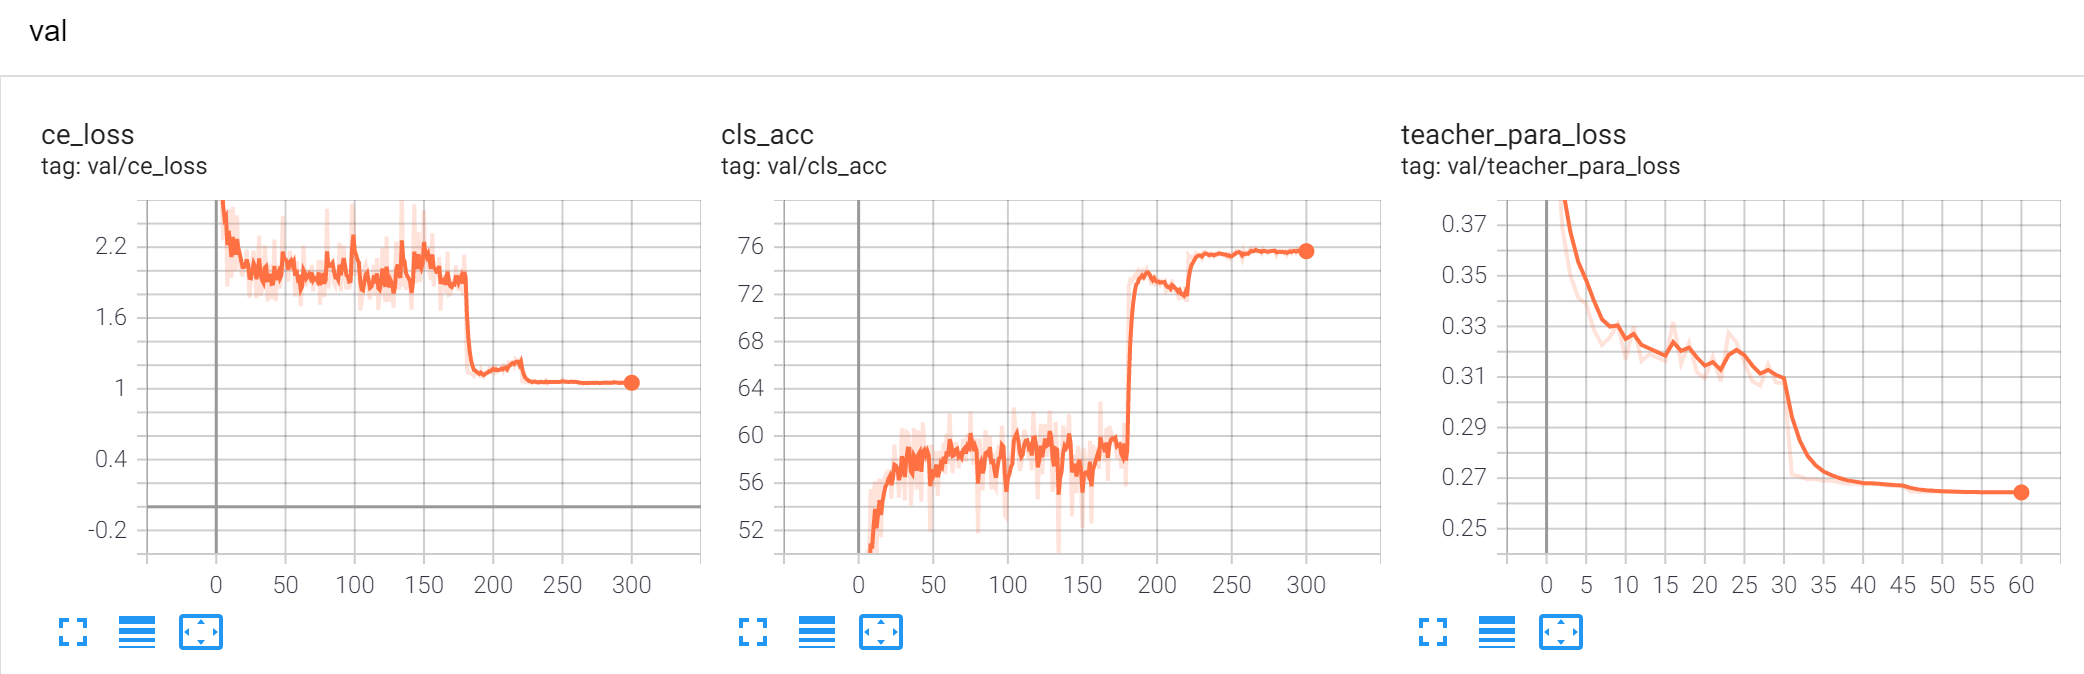 val
ce_loss
tag: val/ce_loss
2.2
1.6
1
0.4
-0.2
0 50 100 150 200 250 300
cls_acc
tag: val/cls_acc
76
72
68
64
60
56
52
0 50 100 150 200 250 300
teacher_para_loss
tag: val/teacher_para_loss
0.37
0.35
0.33
0.31
0.29
0.27
0.25
0 5 10 15 20 25 30 35 40 45 50 55 60